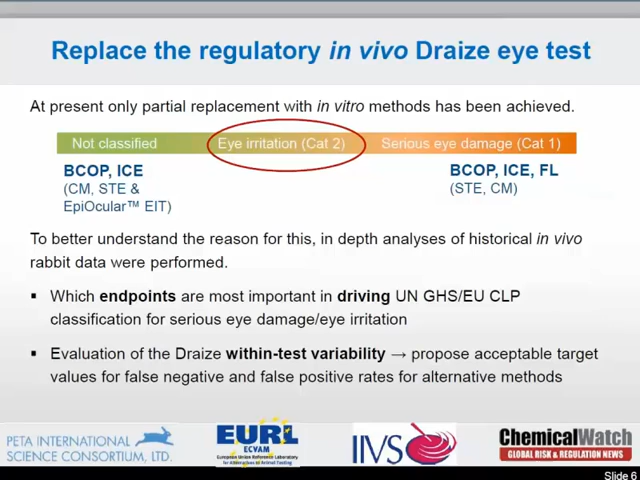 Replace the regulatory in vivo Draize eye test
At present only partial replacement with in vitro methods has been achieved.
Not classified
Eye irritation (Cat 2)
Serious eye damage (Cat 1)
BCOP, ICE
(CM, STE &
EpiOcular™ EIT)
BCOP, ICE, FL
(STE, CM)
To better understand the reason for this, in depth analyses of historical in vivo
rabbit data were performed.
▪ Which endpoints are most important in driving UN GHS/EU CLP
classification for serious eye damage/eye irritation
▪ Evaluation of the Draize within-test variability → propose acceptable target
values for false negative and false positive rates for alternative methods
PETA INTERNATIONAL
SCIENCE CONSORTIUM, LTD.
EURL
ECVAM
European Union Reference Laboratory
for Alternatives to Animal Testing
IIVS
ChemicalWatch
GLOBAL RISK & REGULATION NEWS
Slide 6